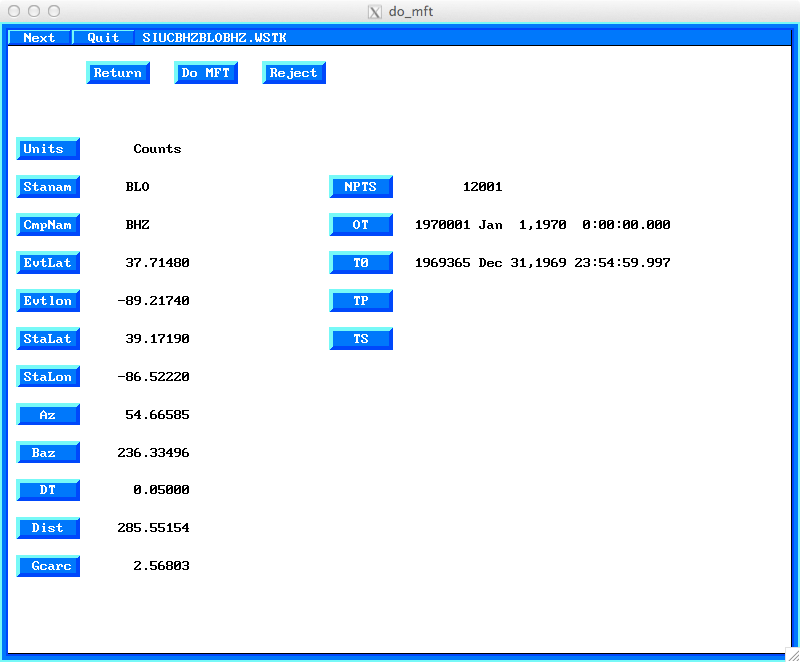 do_mft
Next Quit SIUCBHZBLOBHZ.WSTK
Return Do MFT Reject
Units Counts
Stanam BLO NPTS 12001
CmpNam BHZ OT 1970001 Jan 1,1970 0:00:00.000
EvtLat 37.71480 T0 1969365 Dec 31,1969 23:54:59.997
Evtlon -89.21740 TP
StaLat 39.17190 TS
StaLon -86.52220
Az 54.66585
Baz 236.33496
DT 0.05000
Dist 285.55154
Gcarc 2.56803